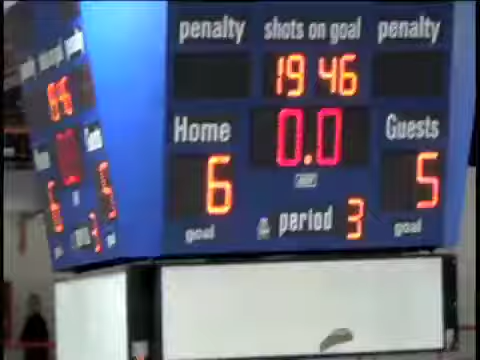 penalty shots on goal penalty
19 46
Home 0.0 Guests
6 5
goal period 3 goal